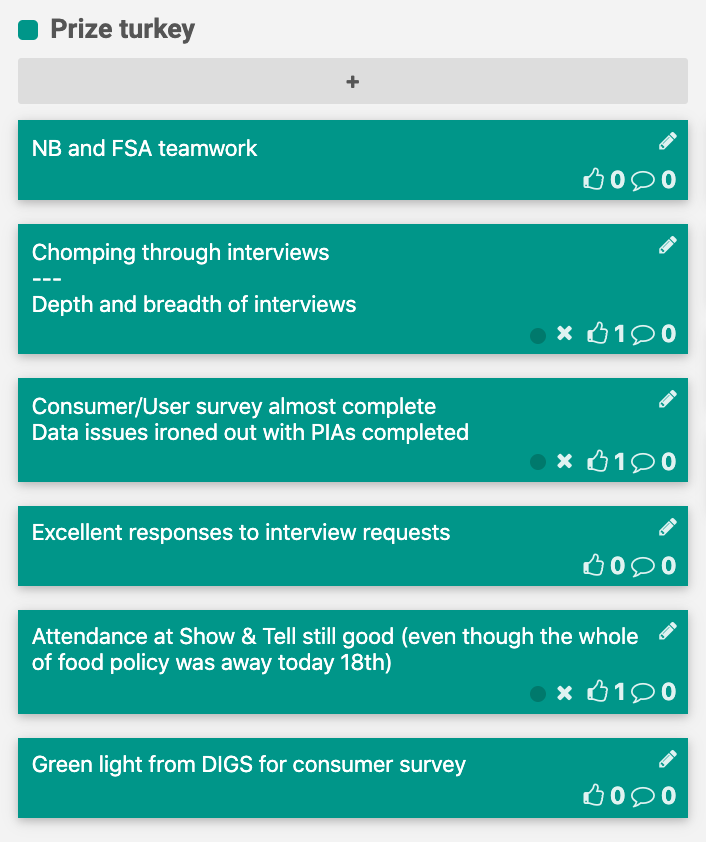 Prize turkey
+
NB and FSA teamwork
0 0
Chomping through interviews
---
Depth and breadth of interviews
1 0
Consumer/User survey almost complete
Data issues ironed out with PIAs completed
1 0
Excellent responses to interview requests
0 0
Attendance at Show & Tell still good (even though the whole
of food policy was away today 18th)
1 0
Green light from DIGS for consumer survey
0 0